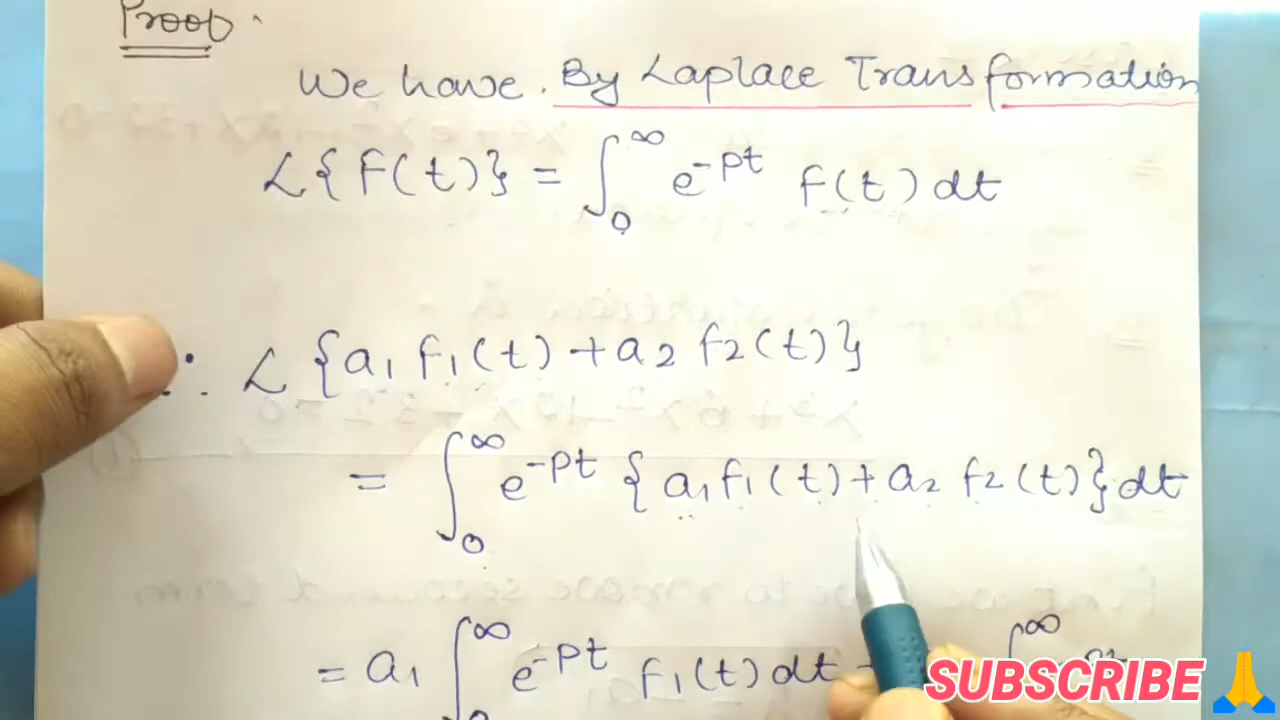 Proof.
We have. By Laplace Transformation
L{F(t)} = ∫₀^∞ e^-pt F(t) dt
∴ L {a₁ F₁(t) + a₂ F₂(t)}
= ∫₀^∞ e^-pt {a₁F₁(t) + a₂ F₂(t)} dt
= a₁ ∫₀^∞ e^-pt F₁(t) dt ∫^∞
SUBSCRIBE 🙏